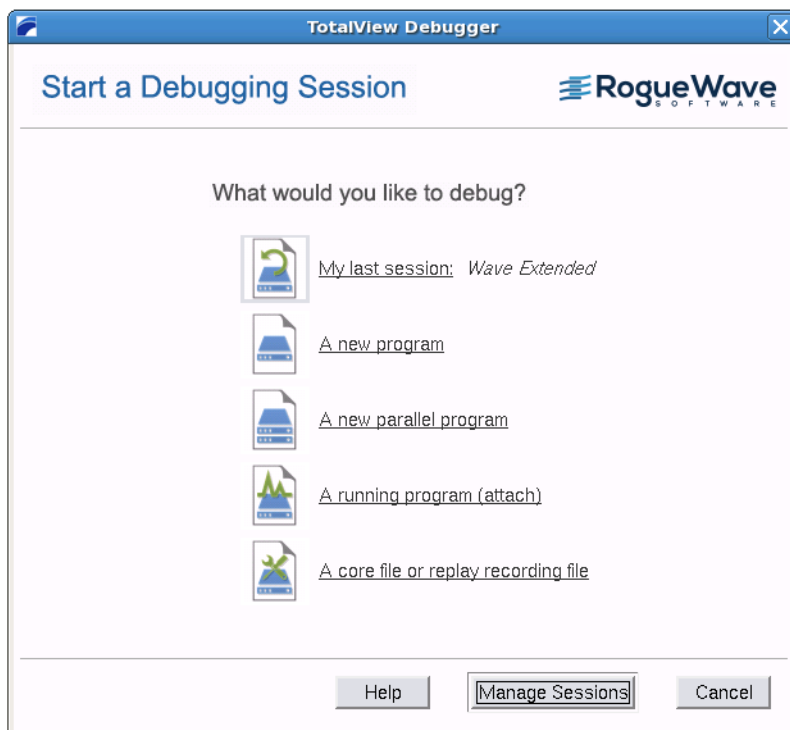 TotalView Debugger
Start a Debugging Session
RogueWave
SOFTWARE
What would you like to debug?
My last session: Wave Extended
A new program
A new parallel program
A running program (attach)
A core file or replay recording file
Help Manage Sessions Cancel